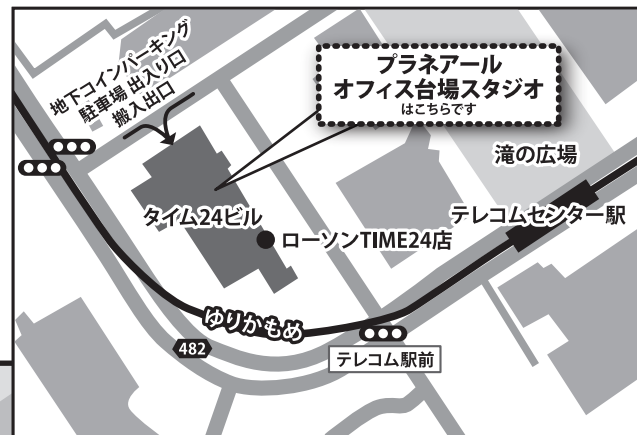 地下コインパーキング
駐車場 出入り口
搬入出口
プラネアール
オフィス台場スタジオ
はこちらです
滝の広場
タイム24ビル
テレコムセンター駅
ローソンTIME24店
ゆりかもめ
482
テレコム駅前